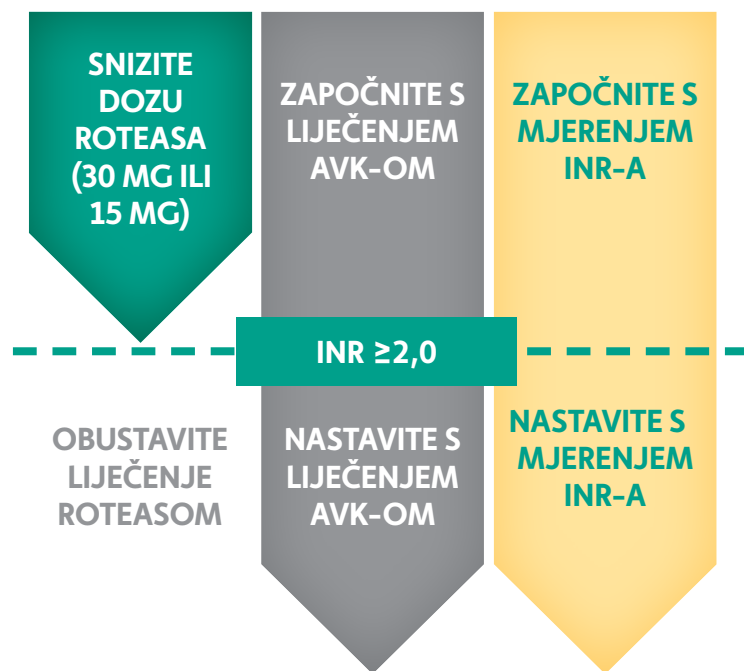 SNIZITE
DOZU
ROTEASA
(30 MG ILI
15 MG)
ZAPOČNITE S
LIJEČENJEM
AVK-OM
ZAPOČNITE S
MJERENJEM
INR-A
INR ≥2,0
OBUSTAVITE
LIJEČENJE
ROTEASOM
NASTAVITE S
LIJEČENJEM
AVK-OM
NASTAVITE S
MJERENJEM
INR-A